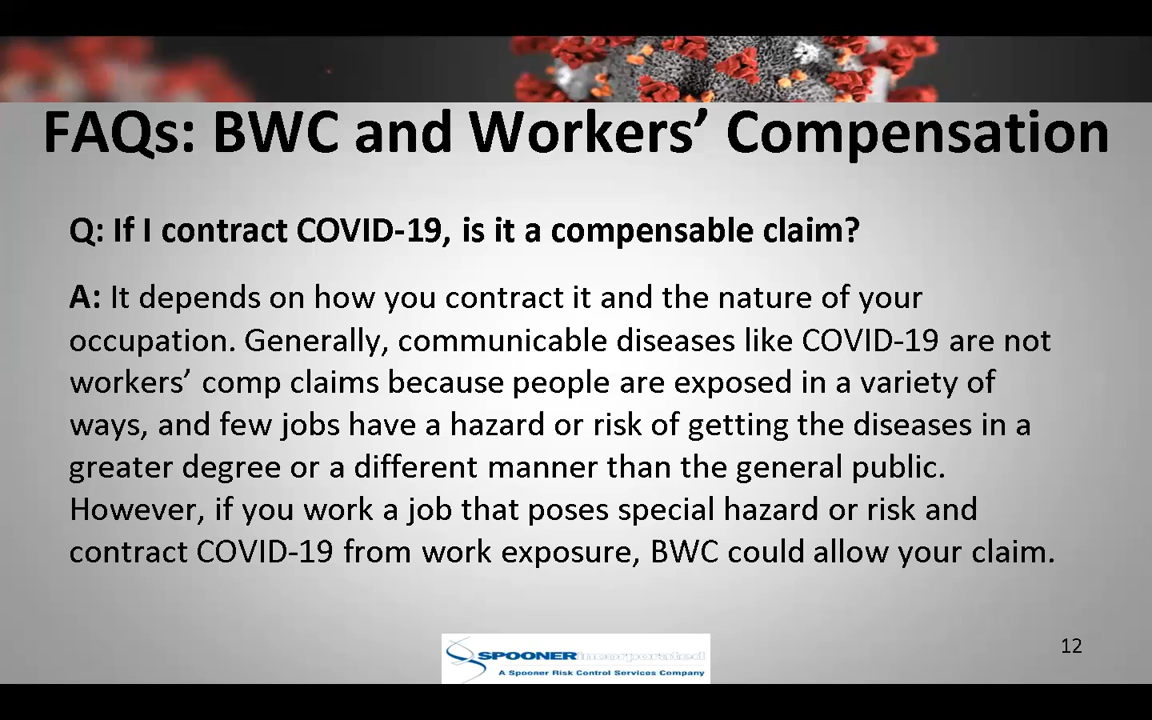 FAQs: BWC and Workers’ Compensation
Q: If I contract COVID-19, is it a compensable claim?
A: It depends on how you contract it and the nature of your
occupation. Generally, communicable diseases like COVID-19 are not
workers’ comp claims because people are exposed in a variety of
ways, and few jobs have a hazard or risk of getting the diseases in a
greater degree or a different manner than the general public.
However, if you work a job that poses special hazard or risk and
contract COVID-19 from work exposure, BWC could allow your claim.
SPOONER Incorporated
A Spooner Risk Control Services Company
12